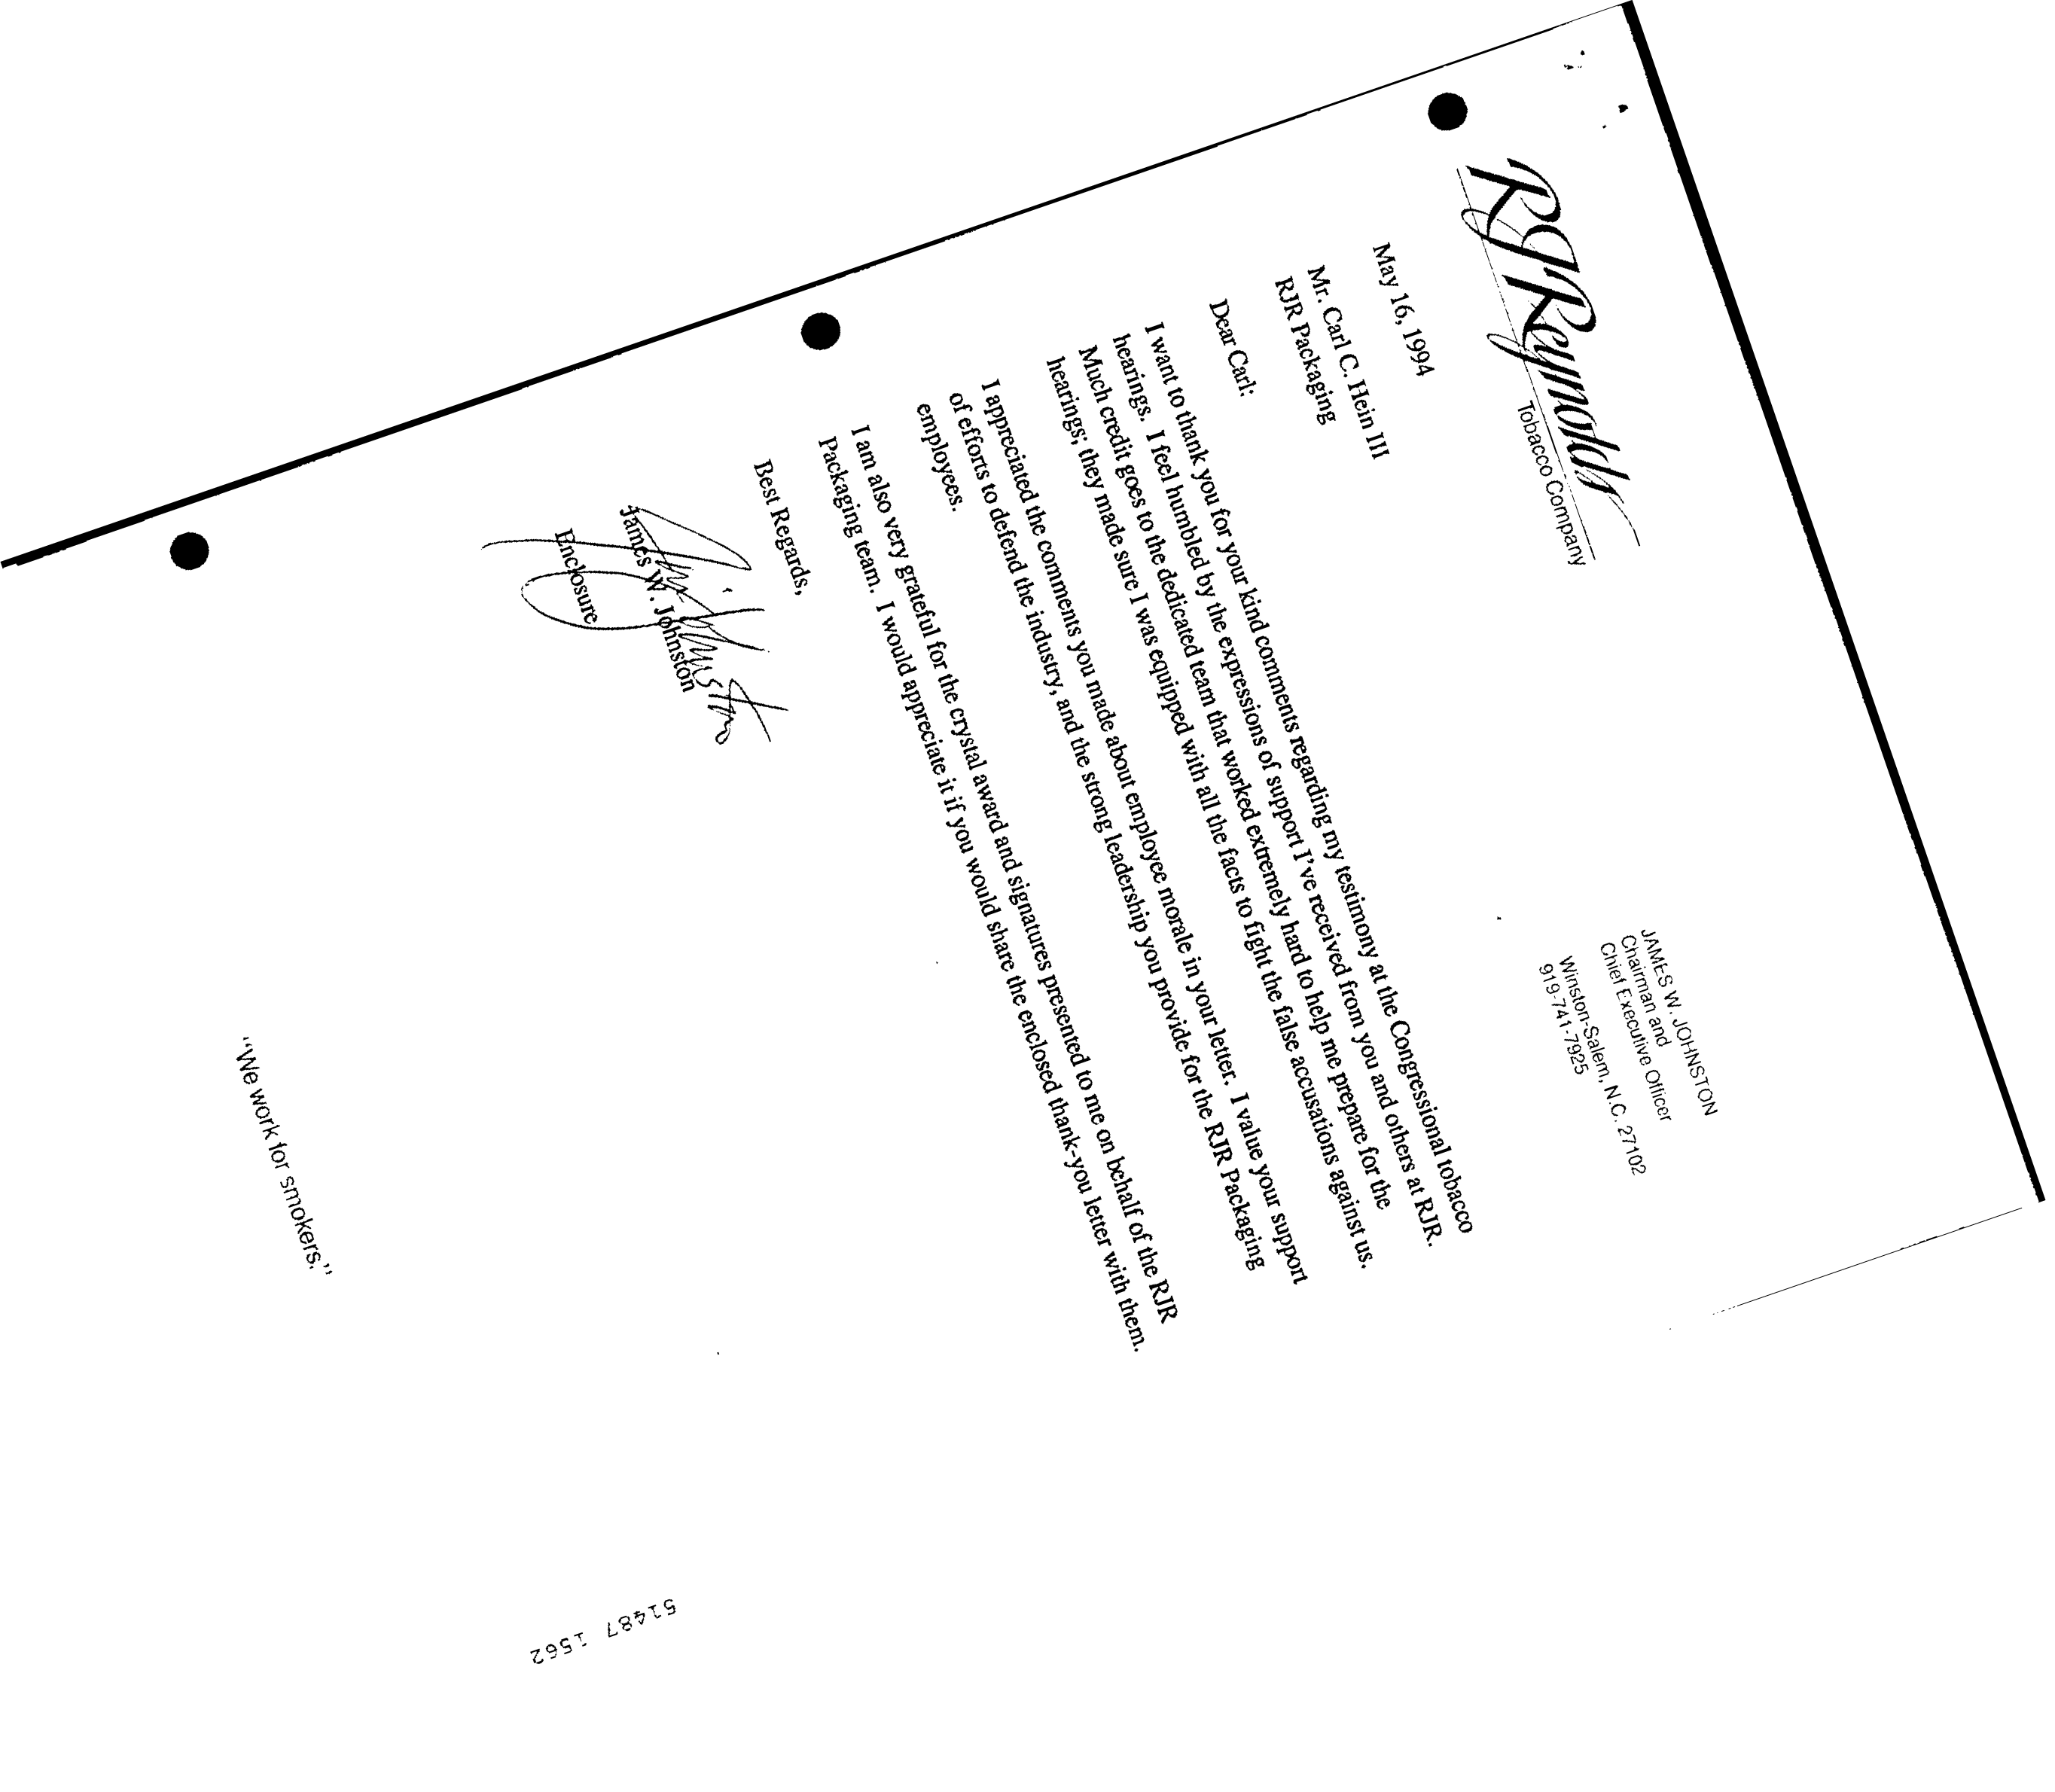 RJReynolds
Tobacco Company
JAMES W. JOHNSTON
Chairman and
Chief Executive Officer
Winston-Salem, N.C. 27102
919-741-7925
May 16, 1994
Mr. Carl C. Hein III
RJR Packaging
Dear Carl:
I want to thank you for your kind comments regarding my testimony at the Congressional tobacco
hearings.  I feel humbled by the expressions of support I've received from you and others at RJR.
Much credit goes to the dedicated team that worked extremely hard to help me prepare for the
hearings; they made sure I was equipped with all the facts to fight the false accusations against us.
I appreciated the comments you made about employee morale in your letter.  I value your support
of efforts to defend the industry, and the strong leadership you provide for the RJR Packaging
employees.
I am also very grateful for the crystal award and signatures presented to me on behalf of the RJR
Packaging team.  I would appreciate it if you would share the enclosed thank-you letter with them.
Best Regards,
James W. Johnston
Enclosure
"We work for smokers."
51487 1562